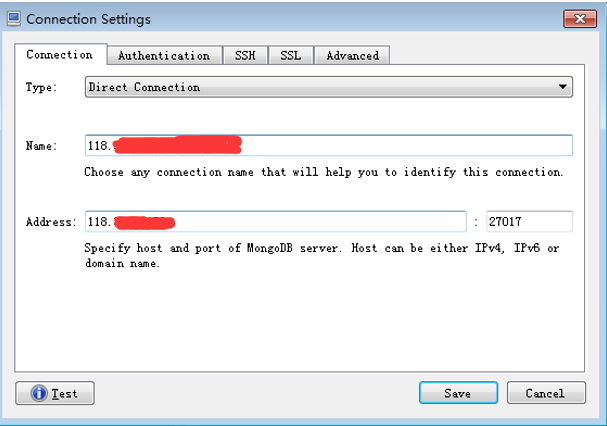 Connection Settings
Connection Authentication SSH SSL Advanced
Type: Direct Connection
Name: 118.
Choose any connection name that will help you to identify this connection.
Address: 118. : 27017
Specify host and port of MongoDB server. Host can be either IPv4, IPv6 or
domain name.
Test Save Cancel